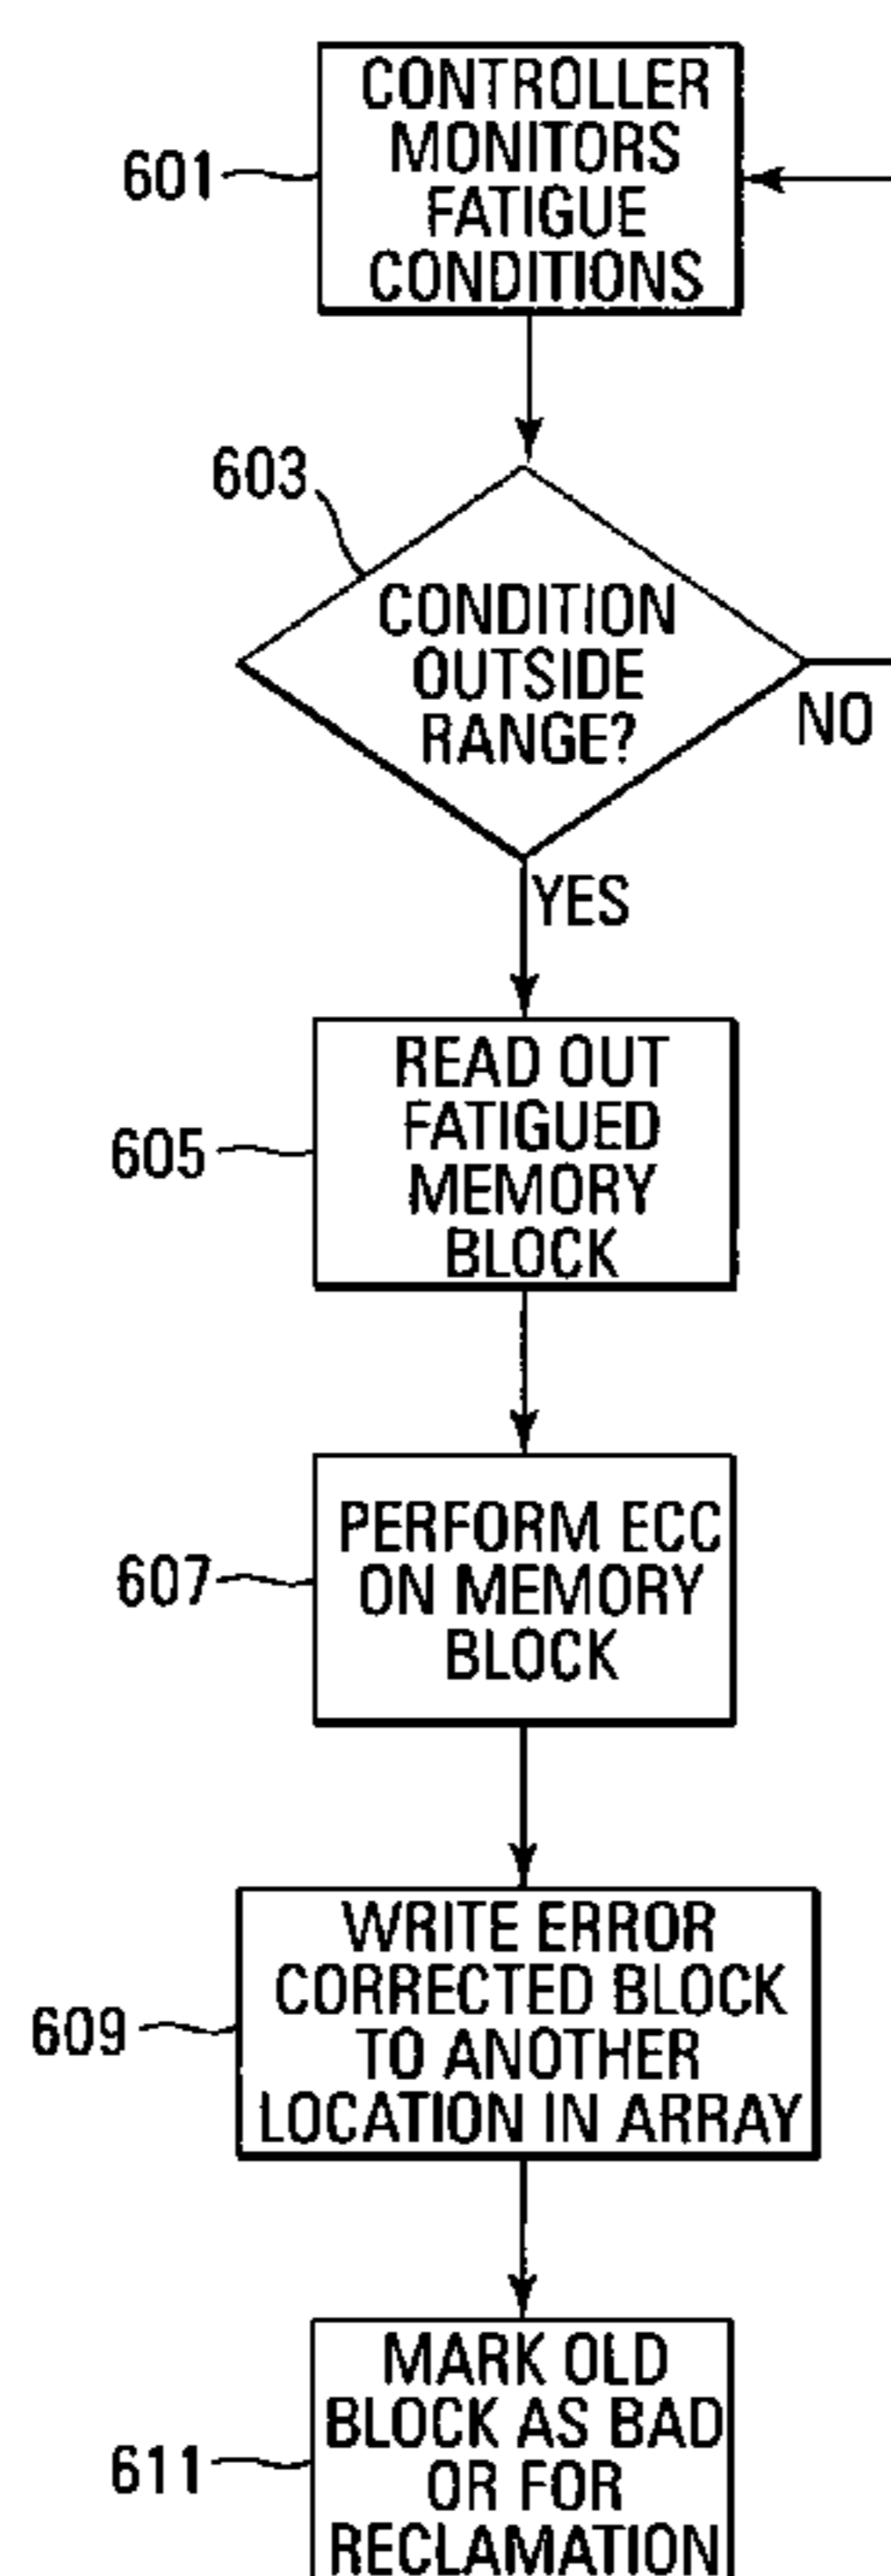 CONTROLLER
MONITORS
FATIGUE
CONDITIONS
601
603
CONDITION
OUTSIDE
RANGE?
NO
YES
READ OUT
FATIGUED
MEMORY
BLOCK
605
PERFORM ECC
ON MEMORY
BLOCK
607
WRITE ERROR
CORRECTED BLOCK
TO ANOTHER
LOCATION IN ARRAY
609
MARK OLD
BLOCK AS BAD
OR FOR
RECLAMATION
611